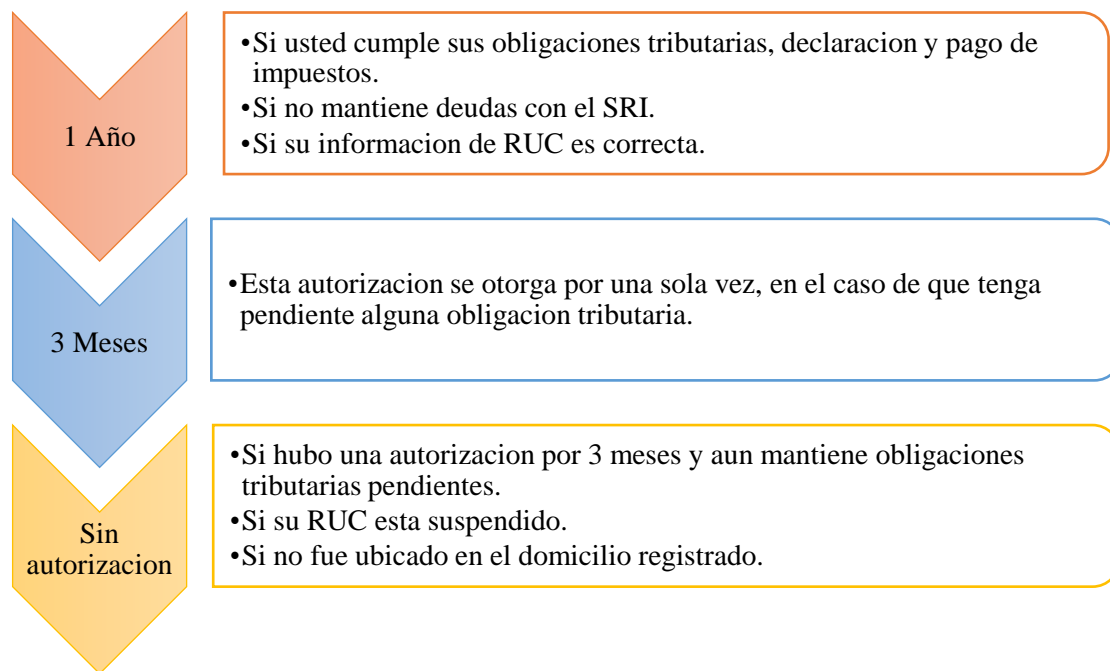 1 Año
•Si usted cumple sus obligaciones tributarias, declaracion y pago de
impuestos.
•Si no mantiene deudas con el SRI.
•Si su informacion de RUC es correcta.
3 Meses
•Esta autorizacion se otorga por una sola vez, en el caso de que tenga
pendiente alguna obligacion tributaria.
Sin
autorizacion
•Si hubo una autorizacion por 3 meses y aun mantiene obligaciones
tributarias pendientes.
•Si su RUC esta suspendido.
•Si no fue ubicado en el domicilio registrado.